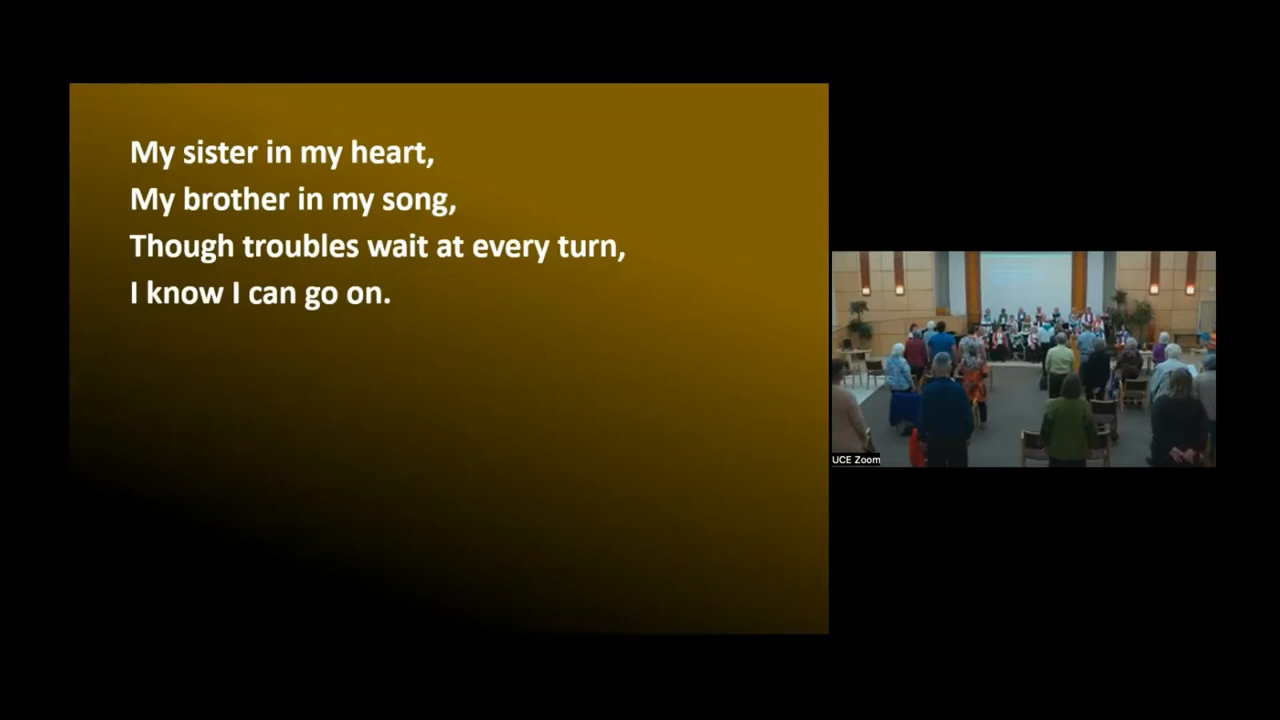 My sister in my heart,
My brother in my song,
Though troubles wait at every turn,
I know I can go on.
UCE Zoom